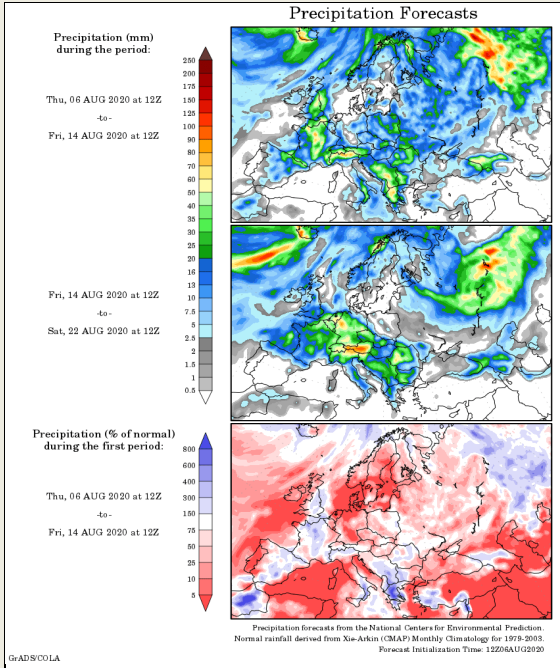 Precipitation Forecasts
Precipitation (mm)
during the period:
Thu, 06 AUG 2020 at 12Z
-to-
Fri, 14 AUG 2020 at 12Z
250
200
175
150
125
100
90
80
70
60
50
40
35
30
25
20
16
13
10
7.5
5
2.5
2
1.5
1
0.5
Fri, 14 AUG 2020 at 12Z
-to-
Sat, 22 AUG 2020 at 12Z
Precipitation (% of normal)
during the first period:
Thu, 06 AUG 2020 at 12Z
-to-
Fri, 14 AUG 2020 at 12Z
800
600
400
300
150
75
50
25
10
5
Precipitation forecasts from the National Centers for Environmental Prediction.
Normal rainfall derived from Xie-Arkin (CMAP) Monthly Climatology for 1979-2003.
Forecast Initialization Time: 12Z06AUG2020
GrADS/COLA